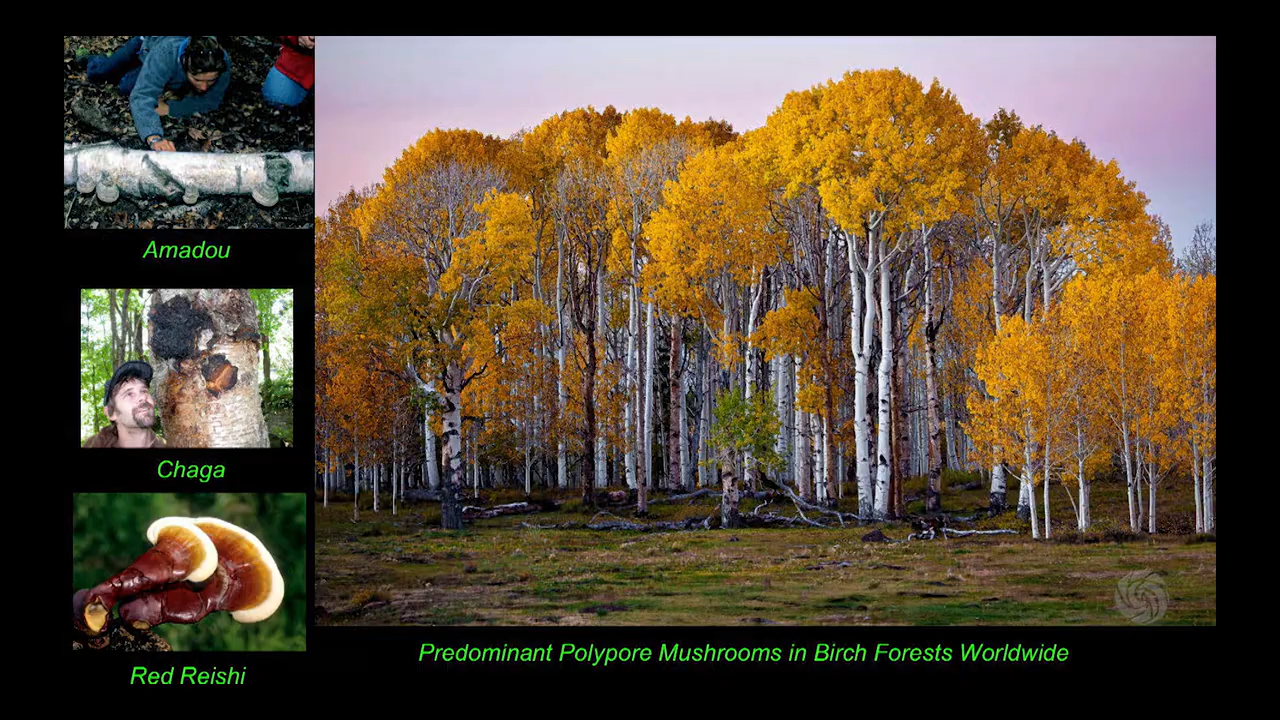 Amadou
Chaga
Red Reishi
Predominant Polypore Mushrooms in Birch Forests Worldwide